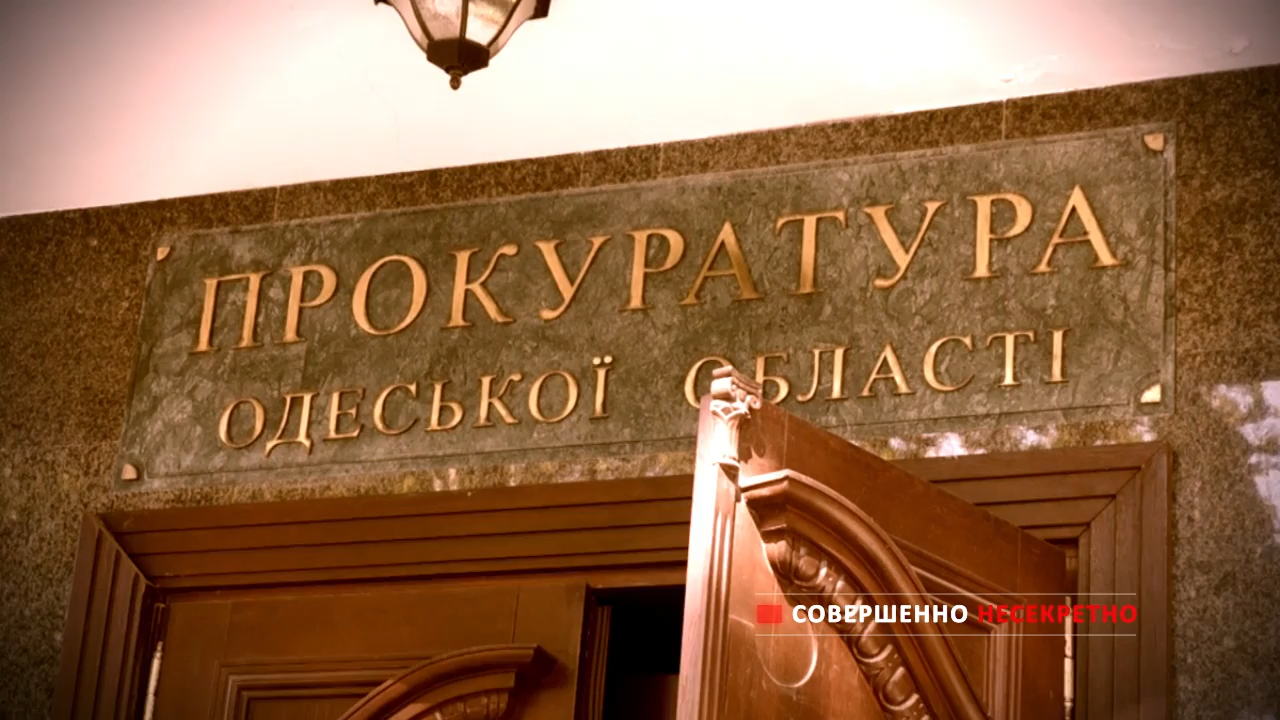 ПРОКУРАТУРА
ОДЕСЬКОЇ ОБЛАСТІ
СОВЕРШЕННО НЕСЕКРЕТНО